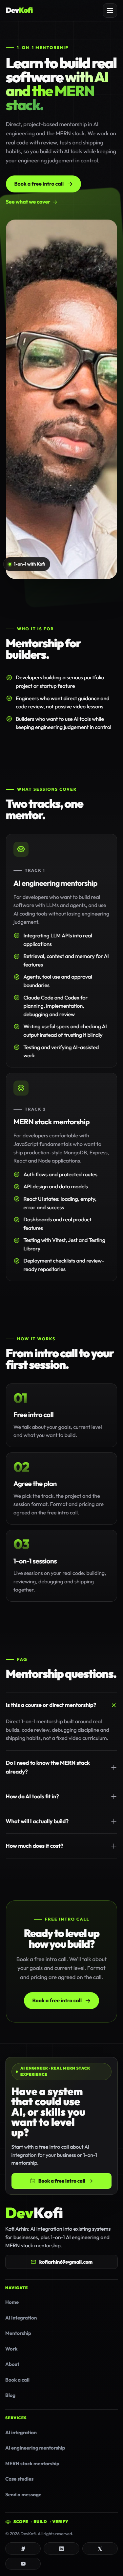 DevKofi
1-ON-1 MENTORSHIP
Learn to build real
software with AI
and the MERN
stack.
Direct, project-based mentorship in AI
engineering and the MERN stack. We work on
real code with review, tests and shipping
habits, so you build software while keeping
your engineering judgement in command.
Book a free intro call →
See what we cover →
1-on-1 with Kofi
WHO IT IS FOR
Mentorship for
builders.
Developers building a serious portfolio
project or startup feature
Engineers who want direct guidance and
code review, not passive video lessons
Builders who want to use AI tools while
keeping engineering judgement in control
WHAT SESSIONS COVER
Two tracks, one
mentor.
TRACK 1
AI engineering mentorship
For developers who want to build real
software with LLMs and agents, and use
AI coding tools without losing engineering
judgement.
Integrating LLM APIs into real
applications
Retrieval, context and memory for AI
features
Agents, tool use and approval
boundaries
Claude Code and Codex for
planning, implementation,
debugging and review
Writing useful specs and checking AI
output instead of trusting it blindly
Testing and verifying AI-assisted
work
TRACK 2
MERN stack mentorship
For developers comfortable with
JavaScript fundamentals who want to
ship production-style MongoDB, Express,
React and Node applications.
Auth flows and protected routes
API design and data models
React UI states: loading, empty,
error and success
Dashboards and real product
features
Testing with Vitest, Jest and Testing
Library
Deployment checklists and review-
ready repositories
HOW IT WORKS
From intro call to your
first session.
01
Free intro call
We talk about your goals, current level
and what you want to build.
02
Agree the plan
We pick the track, the project and the
session format. Format and pricing are
agreed on the free intro call.
03
1-on-1 sessions
Live sessions on your real code: building,
reviewing, debugging and shipping
together.
FAQ
Mentorship questions.
Is this a course or direct mentorship?
Direct 1-on-1 mentorship built around real
builds, code review, debugging discipline and
shipping habits, not a fixed video curriculum.
Do I need to know the MERN stack
already?
How do AI tools fit in?
What will I actually build?
How much does it cost?
FREE INTRO CALL
Ready to level up
how you build?
Book a free intro call. We'll talk about
your goals and current level. Format
and pricing are agreed on the call.
Book a free intro call →
AI ENGINEER · REAL MERN STACK
EXPERIENCE
Have a system
that could use
AI, or skills you
want to level
up?
Start with a free intro call about AI
integration for your business or 1-on-1
mentorship.
Book a free intro call →
DevKofi
Kofi Arhin: AI integration into existing systems
for businesses, plus 1-on-1 AI engineering and
MERN stack mentorship.
kofiarhin69@gmail.com
NAVIGATE
Home
AI Integration
Mentorship
Work
About
Book a call
Blog
SERVICES
AI integration
AI engineering mentorship
MERN stack mentorship
Case studies
Send a message
SCOPE → BUILD → VERIFY
© 2026 DevKofi. All rights reserved.